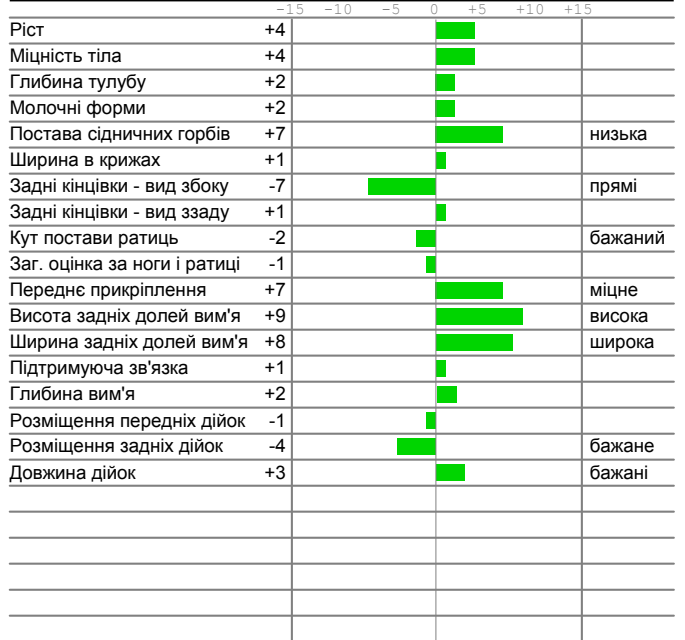 -15 -10 -5 0 +5 +10 +15
Ріст +4
Міцність тіла +4
Глибина тулубу +2
Молочні форми +2
Постава сідничних горбів +7 низька
Ширина в крижах +1
Задні кінцівки - вид збоку -7 прямі
Задні кінцівки - вид ззаду +1
Кут постави ратиць -2 бажаний
Заг. оцінка за ноги і ратиці -1
Переднє прикріплення +7 міцне
Висота задніх долей вим'я +9 висока
Ширина задніх долей вим'я +8 широка
Підтримуюча зв'язка +1
Глибина вим'я +2
Розміщення передніх дійок -1
Розміщення задніх дійок -4 бажане
Довжина дійок +3 бажані